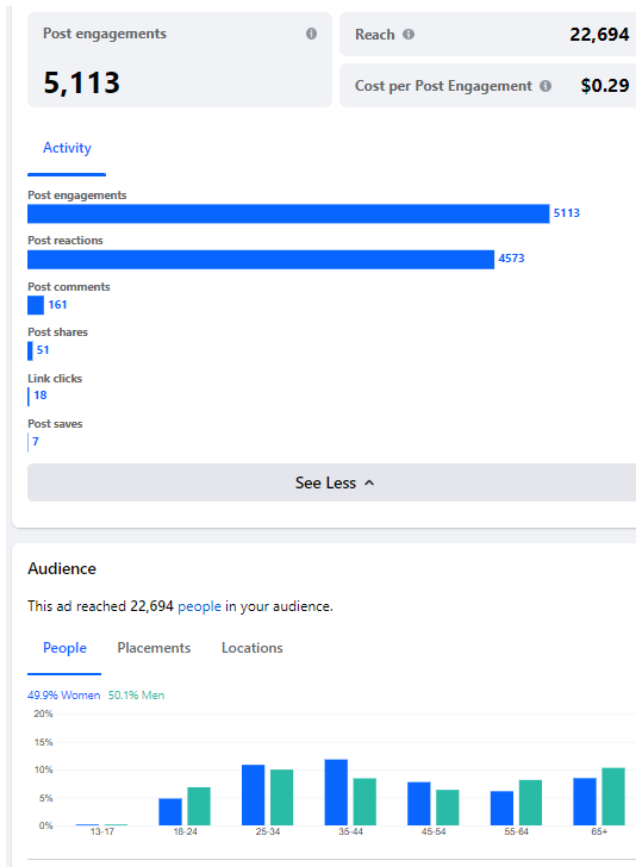 Post engagements
5,113
Reach 22,694
Cost per Post Engagement $0.29
Activity
Post engagements
5113
Post reactions
4573
Post comments
161
Post shares
51
Link clicks
18
Post saves
7
See Less
Audience
This ad reached 22,694 people in your audience.
People Placements Locations
49.9% Women 50.1% Men
20%
15%
10%
5%
0%
13-17 18-24 25-34 35-44 45-54 55-64 65+